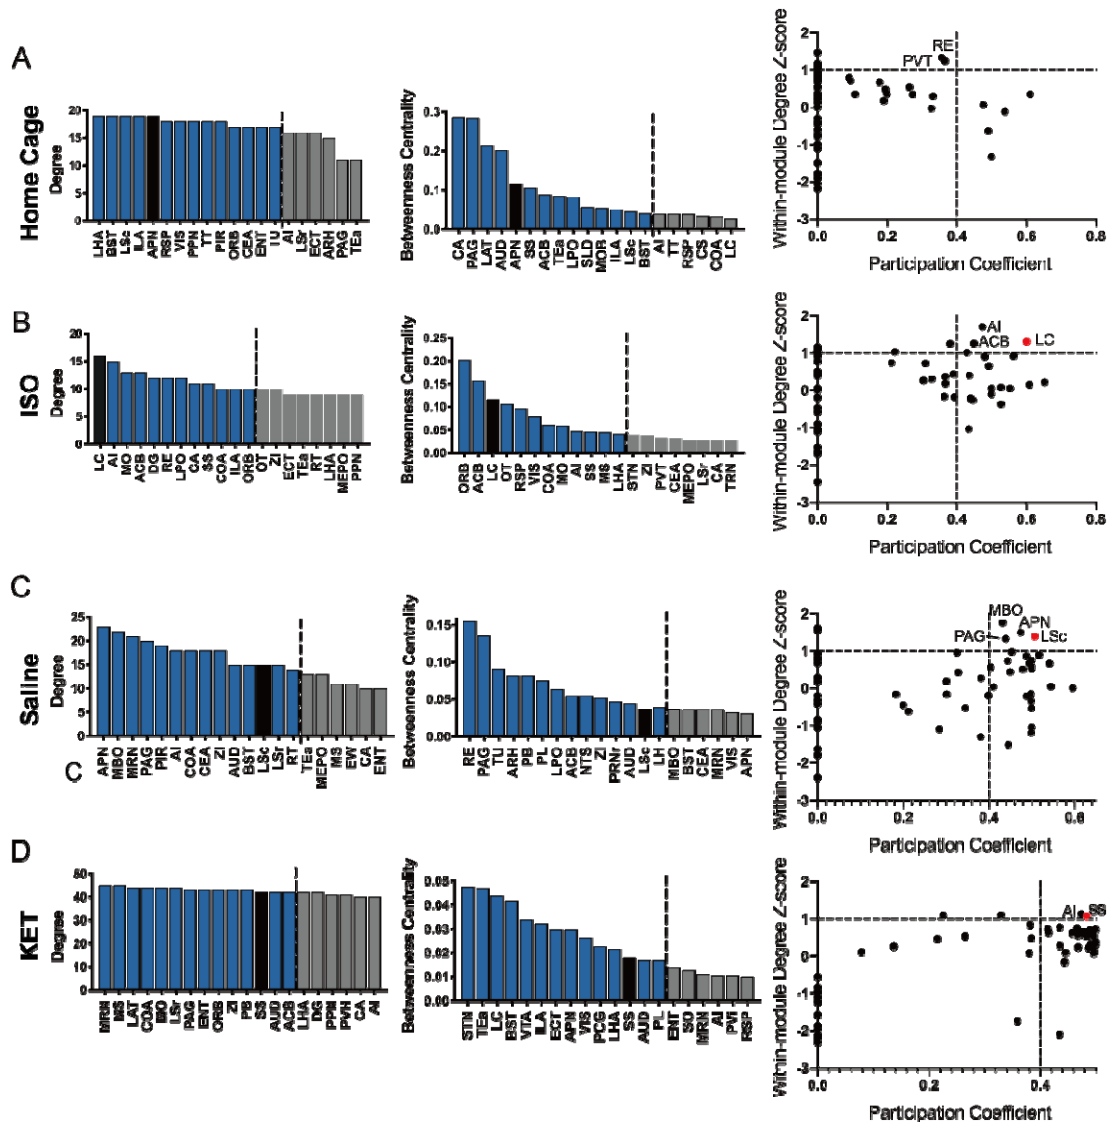 A
Home Cage
Degree
20
15
10
5
0
LHA BST LSc ILA APN RSP VIS PPN TT PIR ORB CEA ENT TU AI LSr ECT ARH PAG TEa
Betweenness Centrality
0.3
0.2
0.1
0.0
CA PAG LAT AUD APN SS ACB TEa LPO SLD MOB ILA LSc BST AI TT RSP CS COA LC
Within-module Degree Z-score
2
1
0
-1
-2
-3
RE
PVT
0.0 0.2 0.4 0.6 0.8
Participation Coefficient
B
ISO
Degree
20
15
10
5
0
LC AI MO ACB DG RE LPO CA SS COA ILA ORB OT ZI ECT TEa RT LHA MEPO PPN
Betweenness Centrality
0.25
0.20
0.15
0.10
0.05
0.00
ORB ACB LC OT RSP VIS COA MO AI SS MS LHA STN ZI PVT CEA MEPO LSr CA TRN
Within-module Degree Z-score
2
1
0
-1
-2
-3
AI
ACB
LC
0.0 0.2 0.4 0.6 0.8
Participation Coefficient
C
Saline
Degree
25
20
15
10
5
0
APN MBO MRN PAG PIR AI COA CEA ZI AUD BST LSc LSr RT TEa MEPO MS EW CA ENT
C
Betweenness Centrality
0.15
0.10
0.05
0.00
RE PAG TU ARH PB PL LPO ACB NTS ZI PRNr AUD LSc LH MBO BST CEA MRN VIS APN
Within-module Degree Z-score
2
1
0
-1
-2
-3
MBO
APN
PAG
LSc
0.0 0.2 0.4 0.6
Participation Coefficient
D
KET
Degree
50
40
30
20
10
0
MRN MS LAT COA MO LSr PAG ENT ORB ZI PB SS AUD ACB LHA DG PPN PVH CA AI
Betweenness Centrality
0.05
0.04
0.03
0.02
0.01
0.00
STN TEa LC BST VTA ILA ECT APN VIS PCG LHA SS AUD PL ENT SO MRN AI PVi RSP
Within-module Degree Z-score
2
1
0
-1
-2
-3
AI
SS
0.0 0.2 0.4
Participation Coefficient